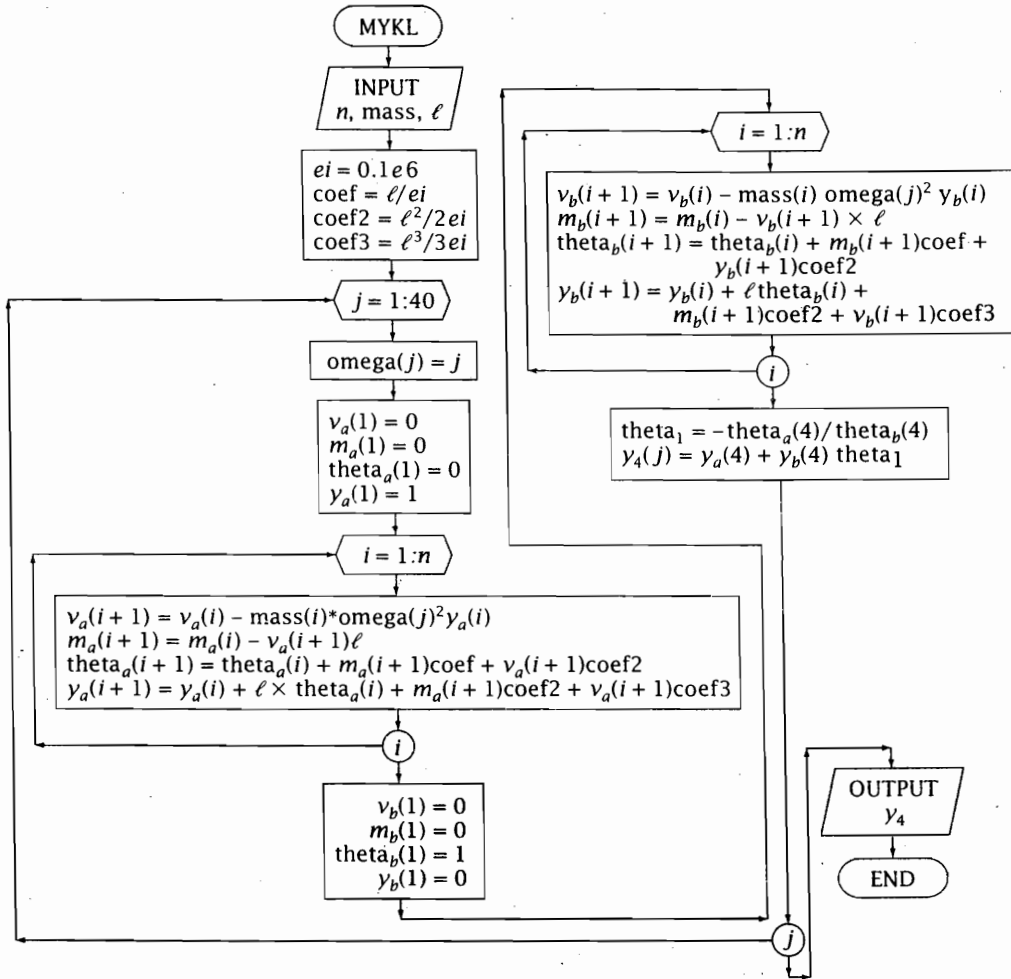 MYKL
INPUT
n, mass, ℓ
ei = 0.1e6
coef = ℓ/ei
coef2 = ℓ²/2ei
coef3 = ℓ³/3ei
j = 1:40
omega(j) = j
v_a(1) = 0
m_a(1) = 0
theta_a(1) = 0
y_a(1) = 1
i = 1:n
v_a(i + 1) = v_a(i) – mass(i)*omega(j)²y_a(i)
m_a(i + 1) = m_a(i) – v_a(i + 1)ℓ
theta_a(i + 1) = theta_a(i) + m_a(i + 1)coef + v_a(i + 1)coef2
y_a(i + 1) = y_a(i) + ℓ × theta_a(i) + m_a(i + 1)coef2 + v_a(i + 1)coef3
i
v_b(1) = 0
m_b(1) = 0
theta_b(1) = 1
y_b(1) = 0
i = 1:n
v_b(i + 1) = v_b(i) – mass(i) omega(j)² y_b(i)
m_b(i + 1) = m_b(i) – v_b(i + 1) × ℓ
theta_b(i + 1) = theta_b(i) + m_b(i + 1)coef +
y_b(i + 1)coef2
y_b(i + 1) = y_b(i) + ℓtheta_b(i) +
m_b(i + 1)coef2 + v_b(i + 1)coef3
i
theta₁ = –theta_a(4)/theta_b(4)
y₄(j) = y_a(4) + y_b(4) theta₁
j
OUTPUT
y₄
END